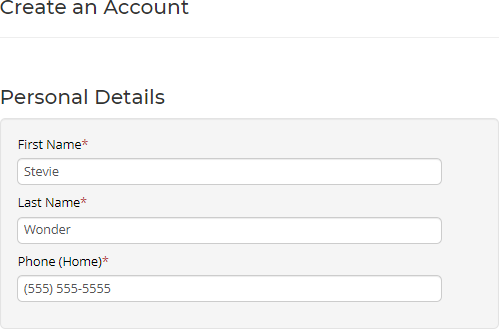 Create an Account
Personal Details
First Name*
Stevie
Last Name*
Wonder
Phone (Home)*
(555) 555-5555